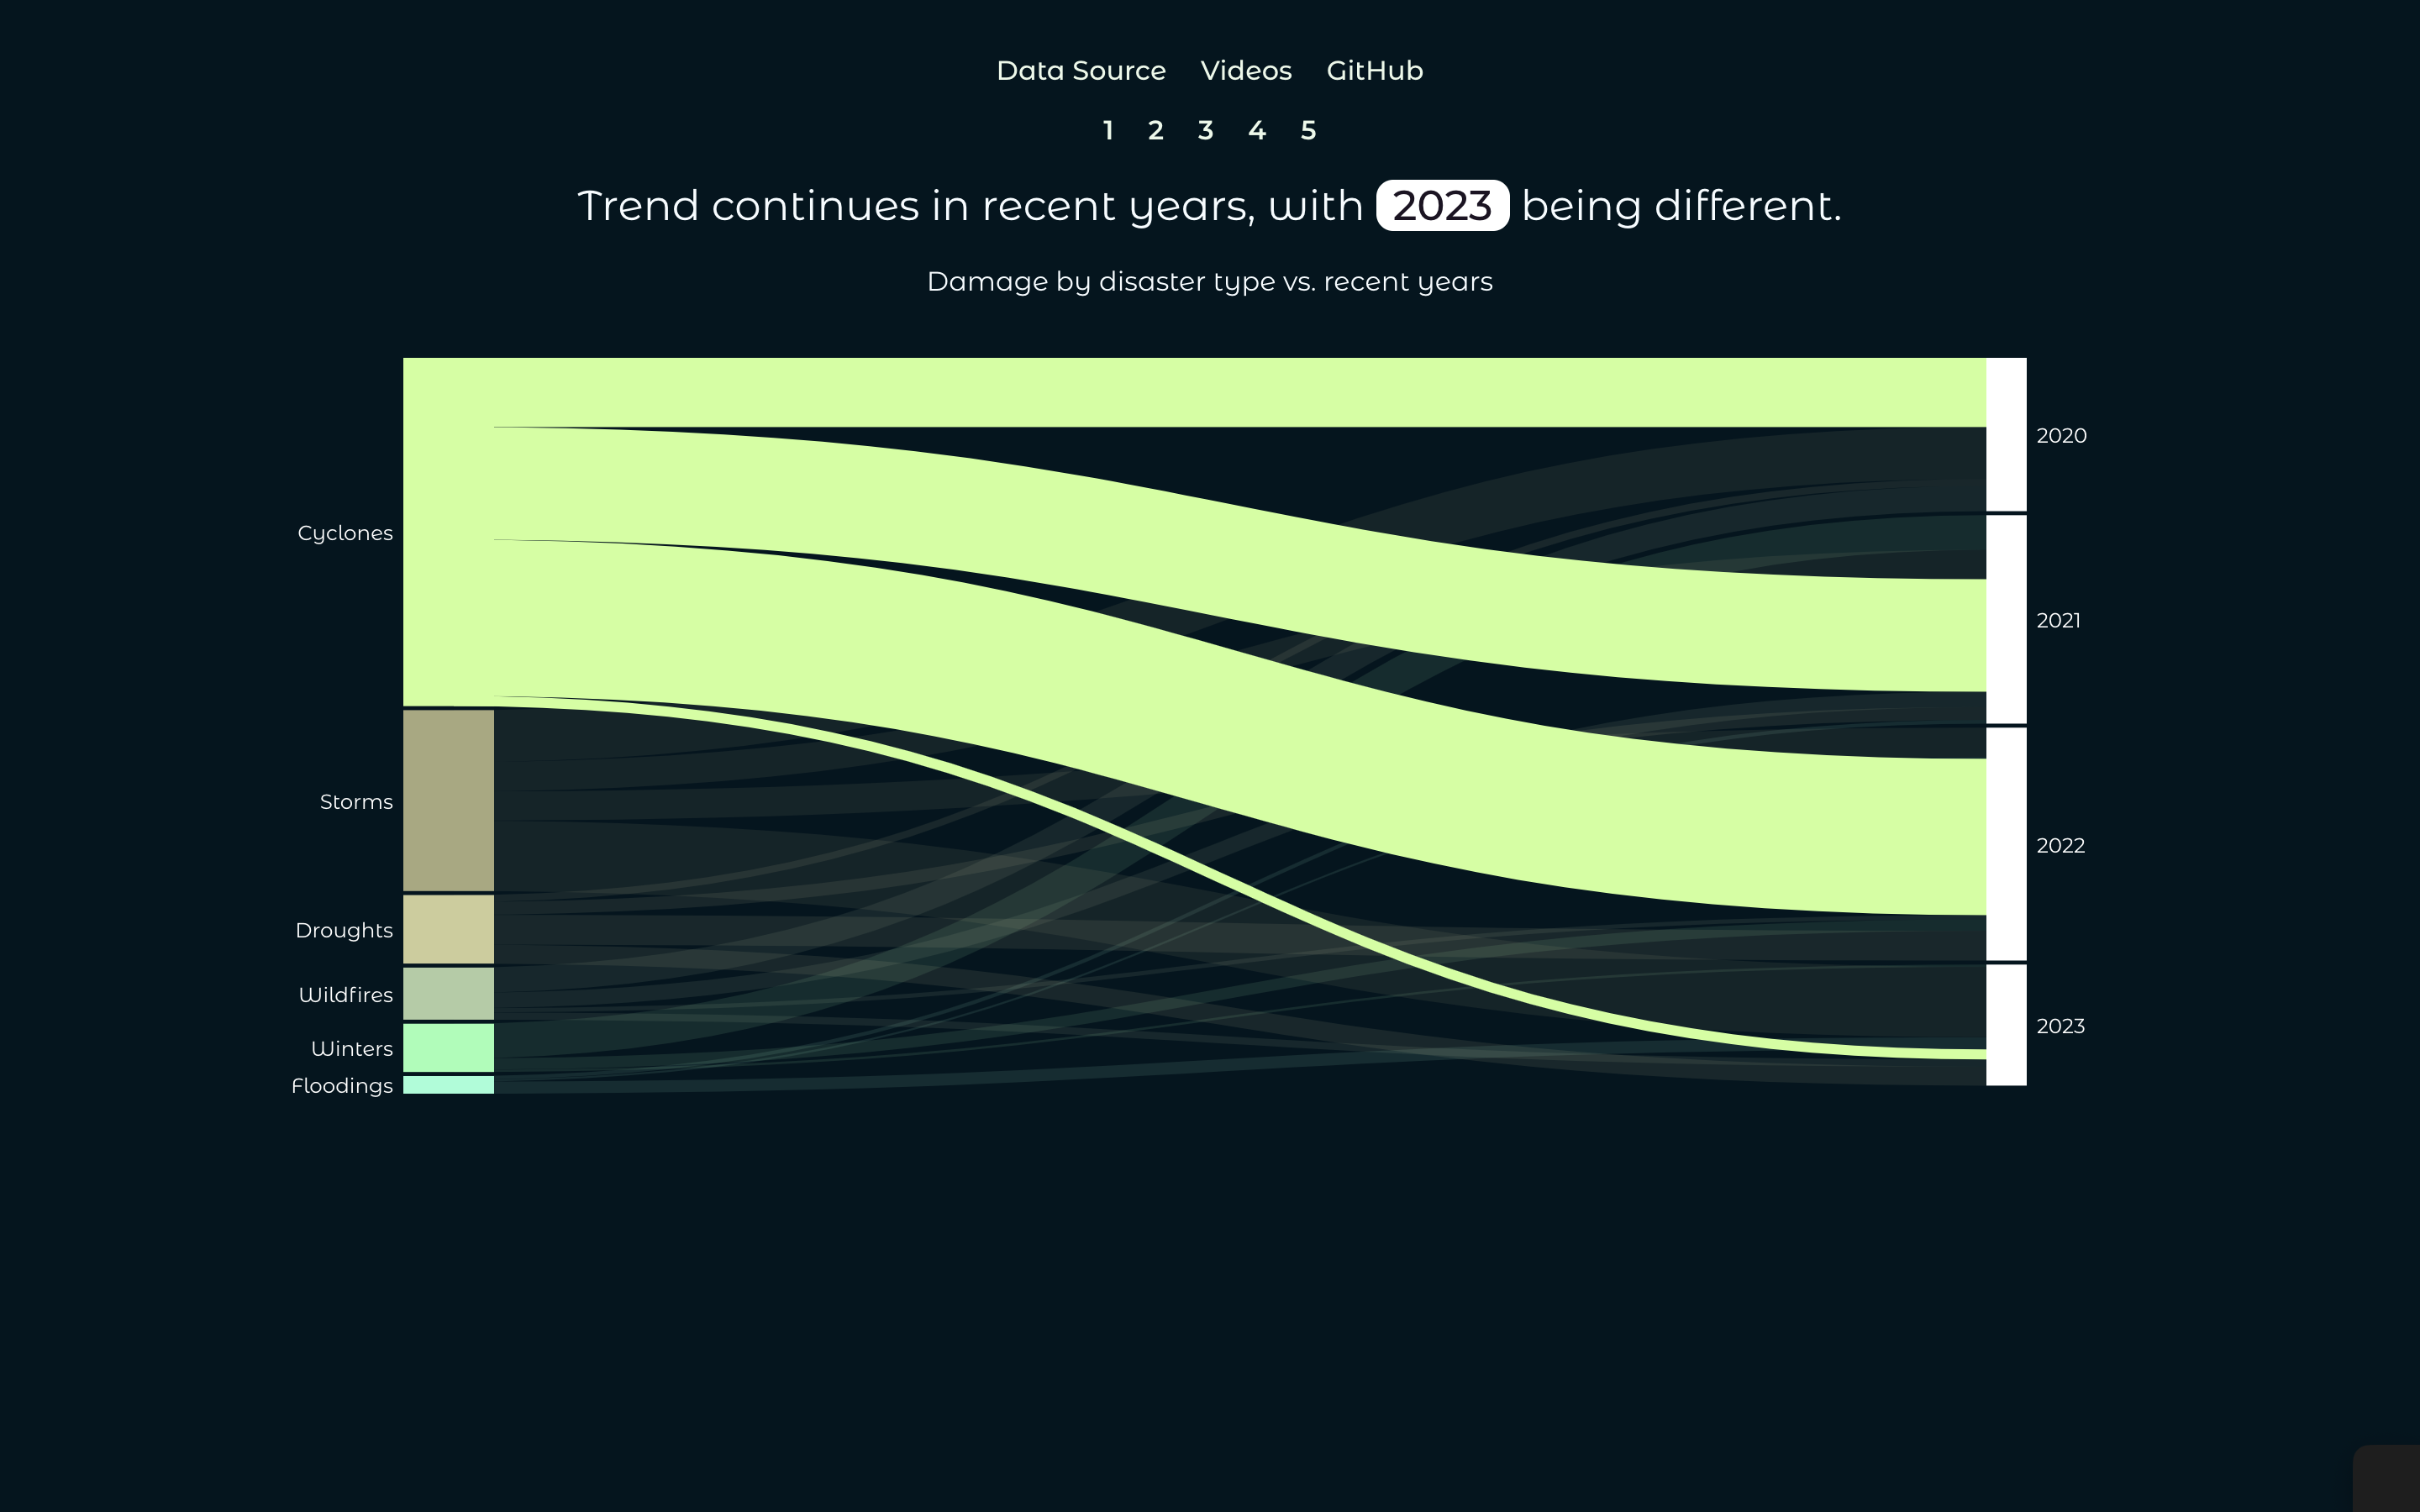 Data Source Videos GitHub
1 2 3 4 5
Trend continues in recent years, with 2023 being different.
Damage by disaster type vs. recent years
2020
Cyclones
2021
Storms
2022
Droughts
Wildfires
2023
Winters
Floodings